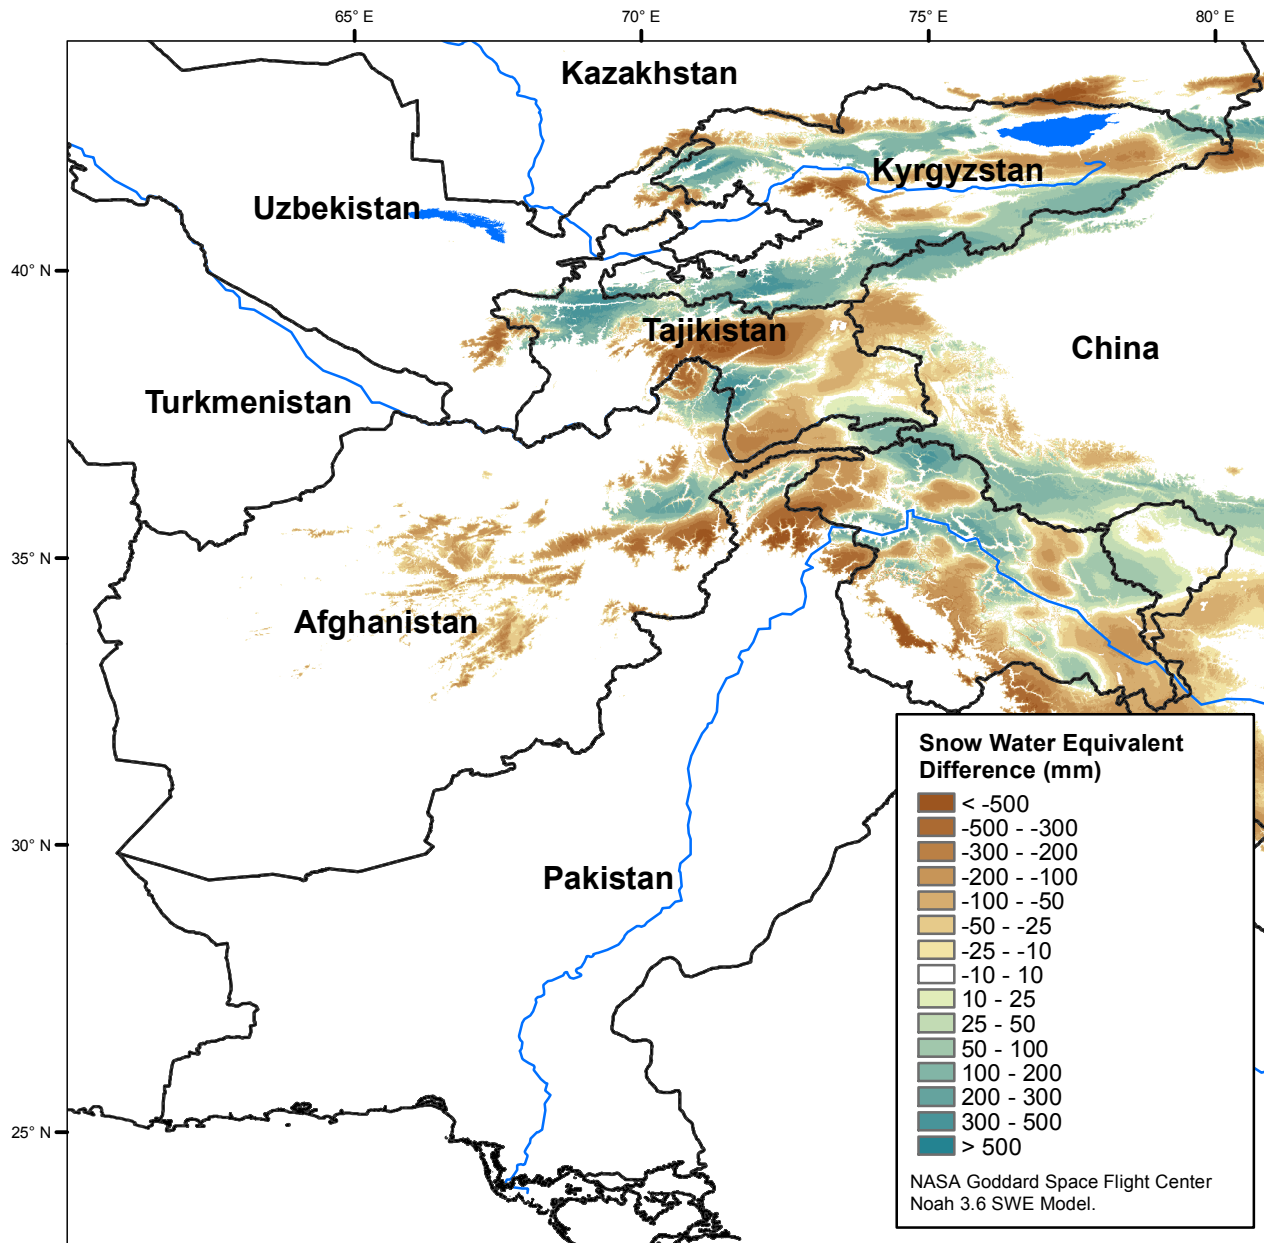 65° E
70° E
75° E
80° E
Kazakhstan
Kyrgyzstan
Uzbekistan
40° N
Tajikistan
China
Turkmenistan
35° N
Afghanistan
30° N
Pakistan
25° N
Snow Water Equivalent
Difference (mm)
< -500
-500 - -300
-300 - -200
-200 - -100
-100 - -50
-50 - -25
-25 - -10
-10 - 10
10 - 25
25 - 50
50 - 100
100 - 200
200 - 300
300 - 500
> 500
NASA Goddard Space Flight Center
Noah 3.6 SWE Model.